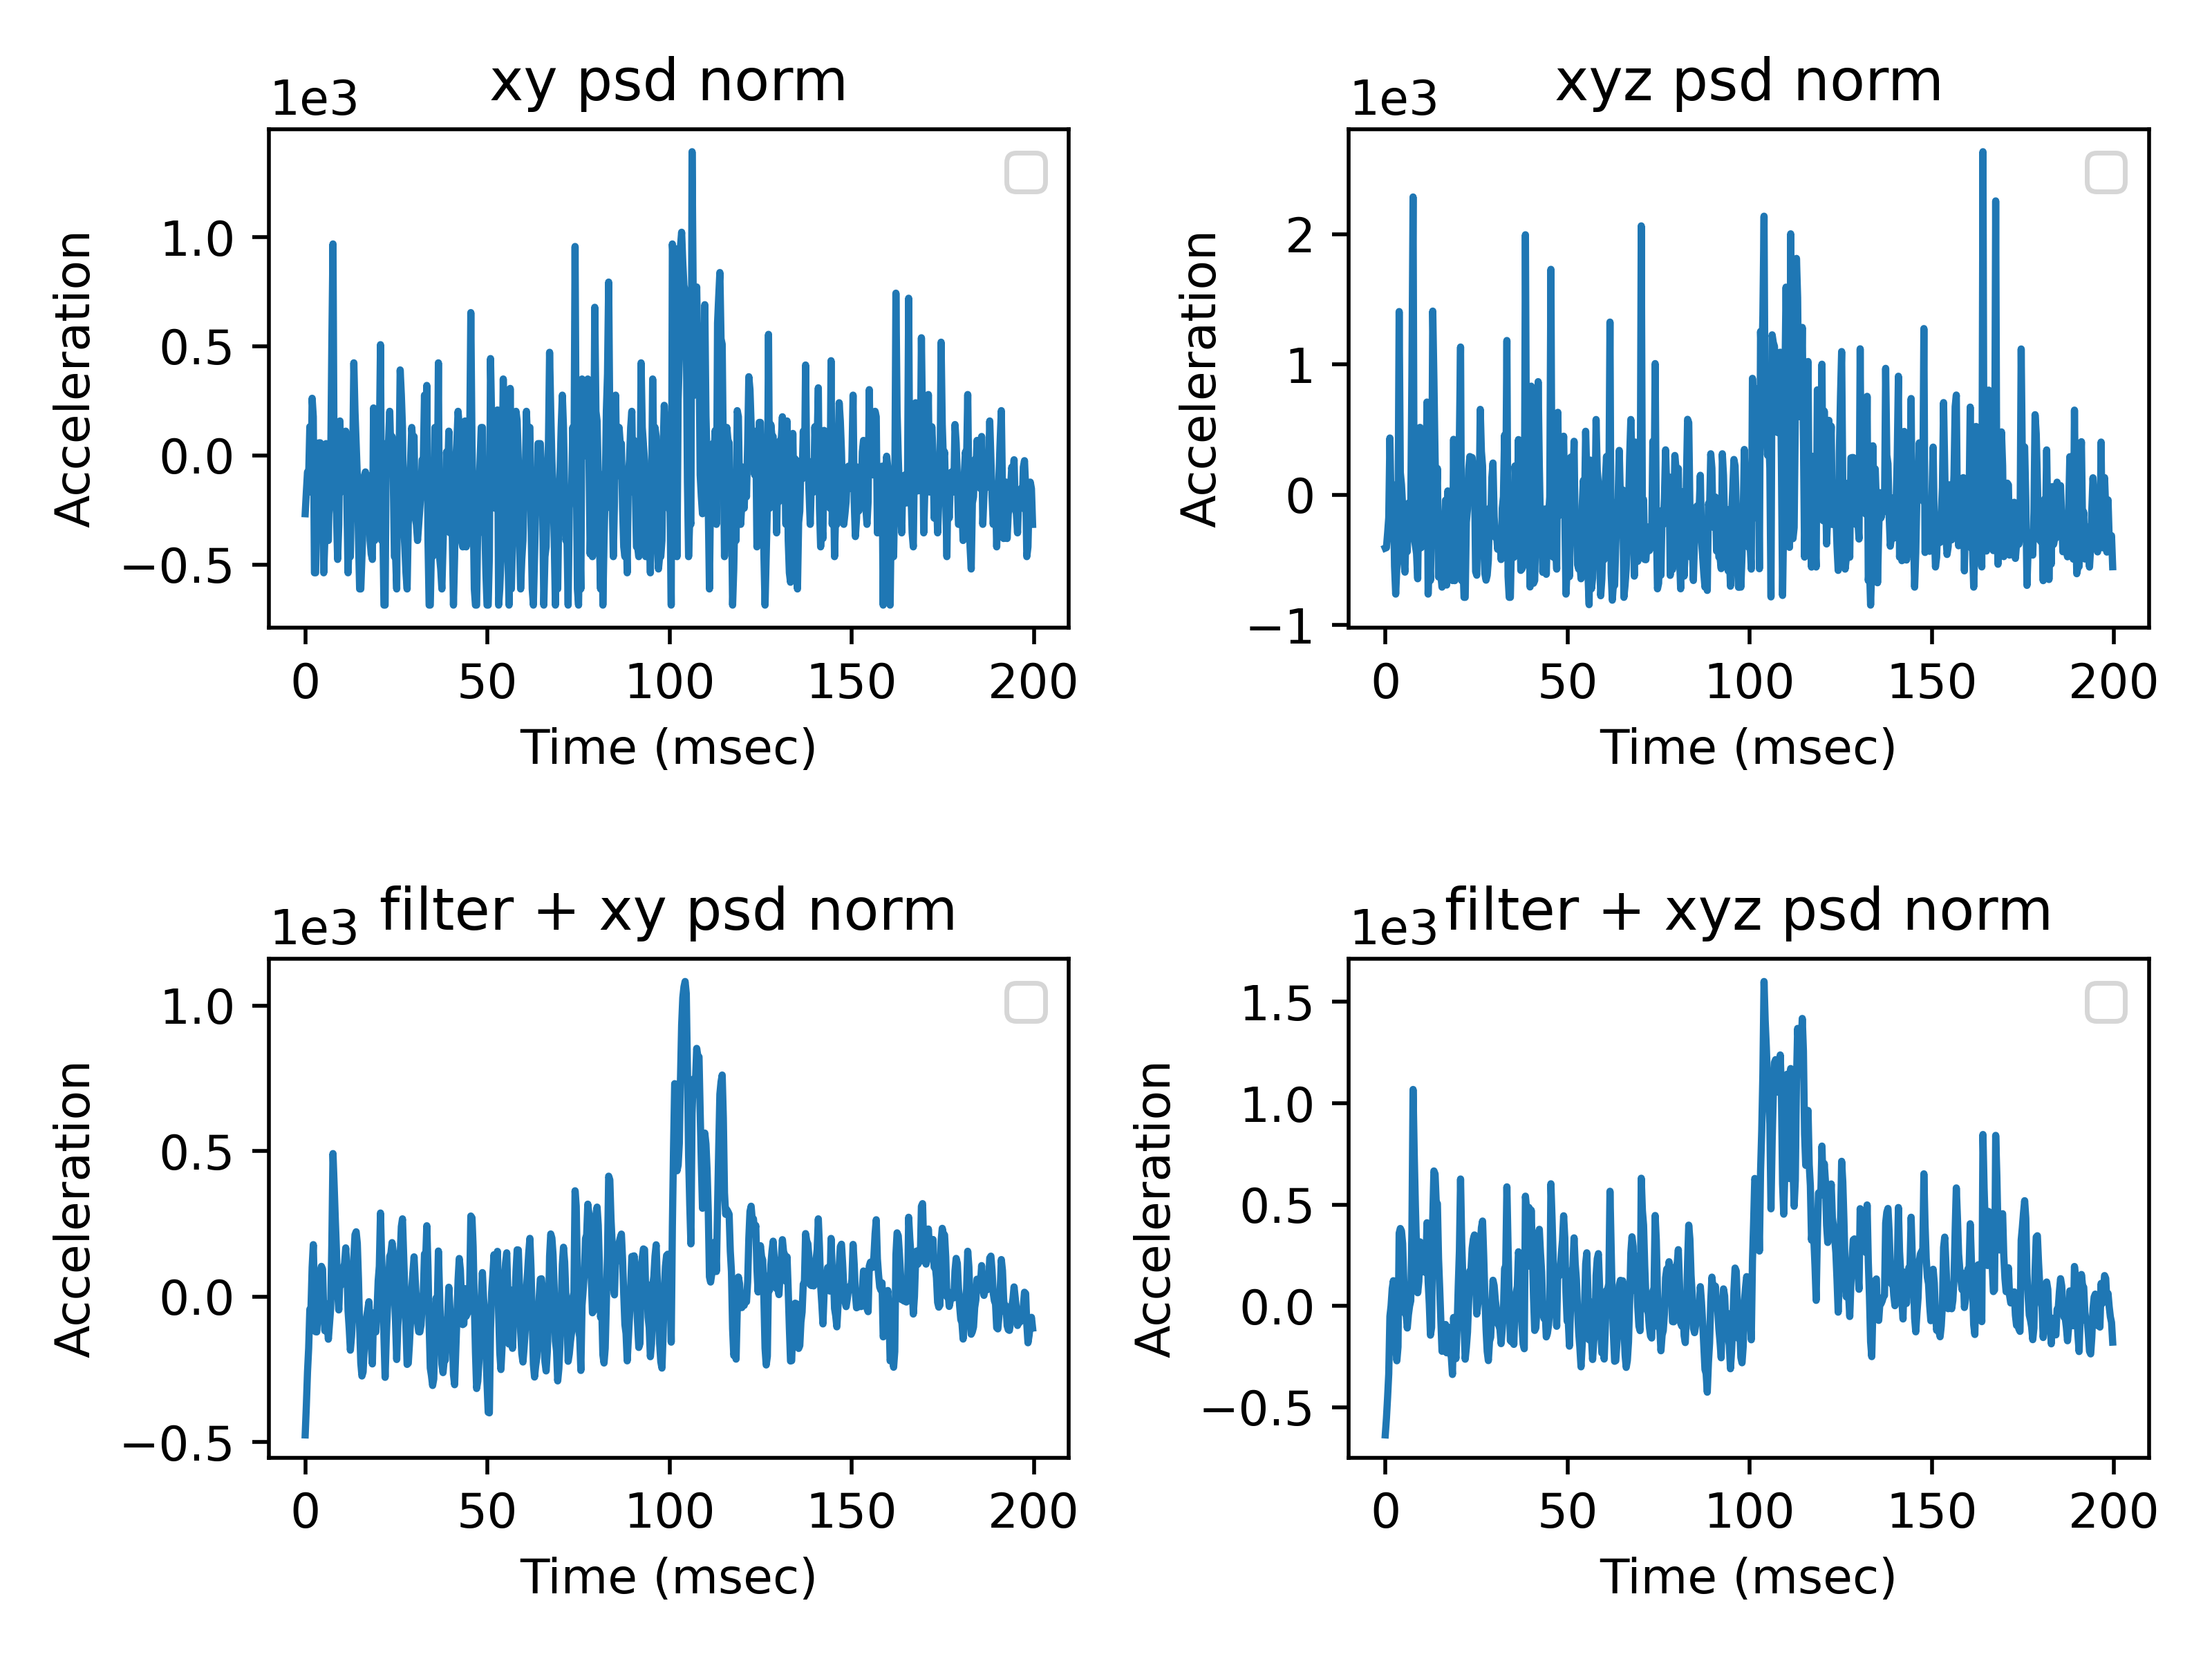 xy psd norm
1e3
1.0
0.5
0.0
−0.5
Acceleration
0 50 100 150 200
Time (msec)
xyz psd norm
1e3
2
1
0
−1
Acceleration
0 50 100 150 200
Time (msec)
filter + xy psd norm
1e3
1.0
0.5
0.0
−0.5
Acceleration
0 50 100 150 200
Time (msec)
filter + xyz psd norm
1e3
1.5
1.0
0.5
0.0
−0.5
Acceleration
0 50 100 150 200
Time (msec)